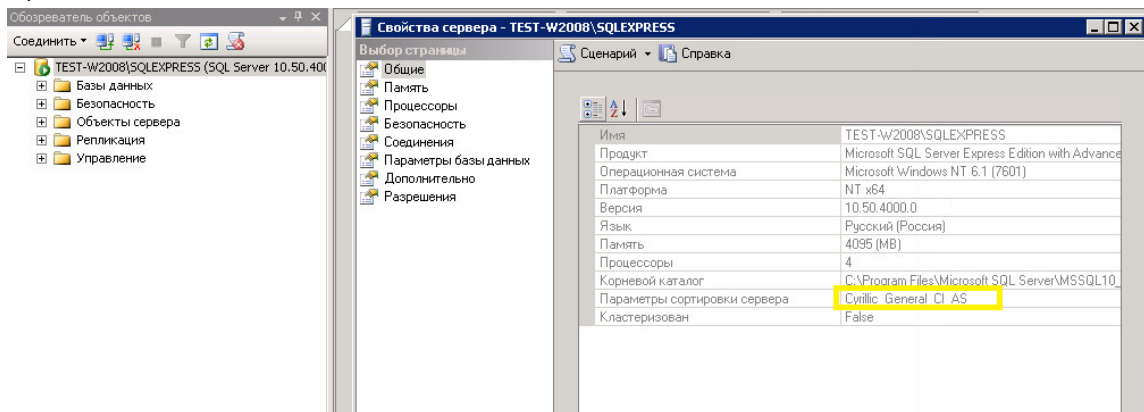 Обозреватель объектов
Соединить
TEST-W2008\SQLEXPRESS (SQL Server 10.50.400
Базы данных
Безопасность
Объекты сервера
Репликация
Управление
Свойства сервера - TEST-W2008\SQLEXPRESS
Выбор страницы
Общие
Память
Процессоры
Безопасность
Соединения
Параметры базы данных
Дополнительно
Разрешения
Сценарий
Справка
Имя TEST-W2008\SQLEXPRESS
Продукт Microsoft SQL Server Express Edition with Advance
Операционная система Microsoft Windows NT 6.1 (7601)
Платформа NT x64
Версия 10.50.4000.0
Язык Русский (Россия)
Память 4095 (MB)
Процессоры 4
Корневой каталог C:\Program Files\Microsoft SQL Server\MSSQL10_
Параметры сортировки сервера Cyrillic_General_CI_AS
Кластеризован False